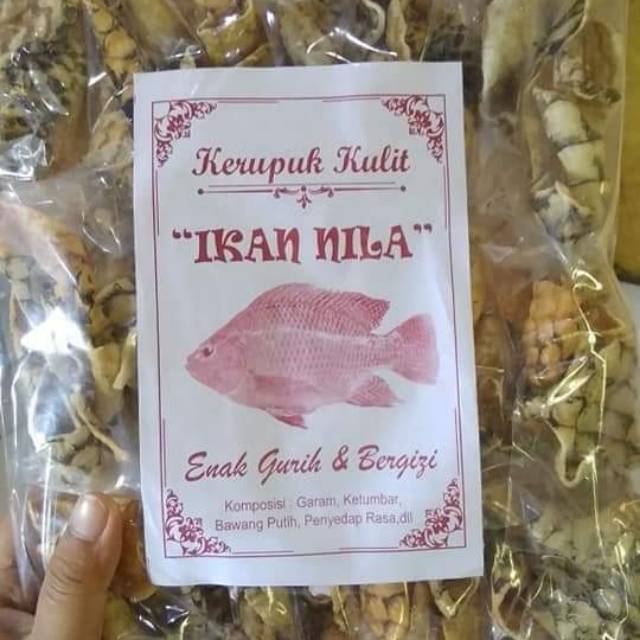 Kerupuk Kulit
"IKAN NILA"
Enak Gurih & Bergizi
Komposisi : Garam, Ketumbar,
Bawang Putih, Penyedap Rasa,dll